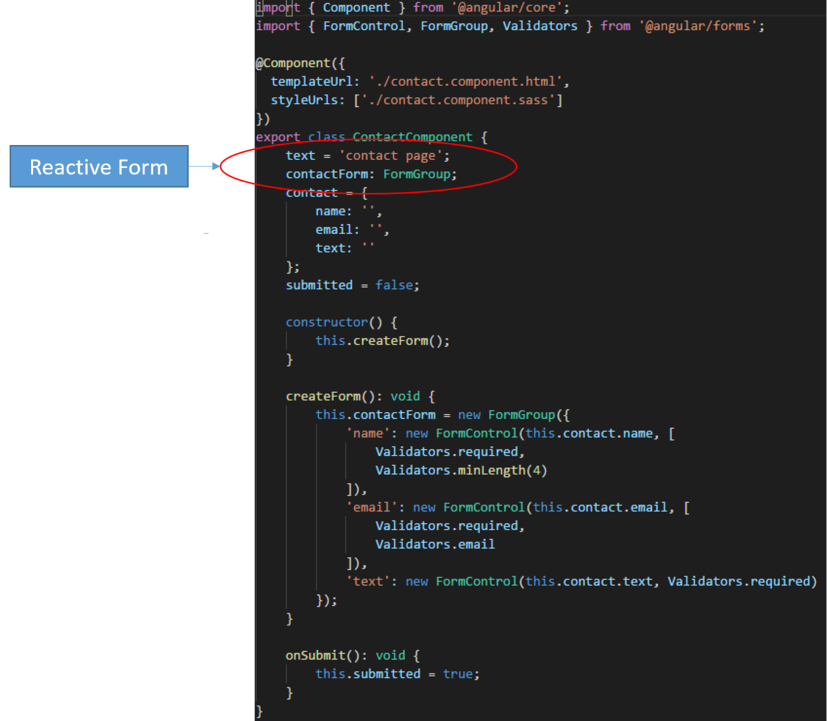 import { Component } from '@angular/core';
import { FormControl, FormGroup, Validators } from '@angular/forms';
@Component({
templateUrl: './contact.component.html',
styleUrls: ['./contact.component.sass']
})
export class ContactComponent {
Reactive Form
text = 'contact page';
contactForm: FormGroup;
contact = {
name: '',
email: '',
text: ''
};
submitted = false;
constructor() {
this.createForm();
}
createForm(): void {
this.contactForm = new FormGroup({
'name': new FormControl(this.contact.name, [
Validators.required,
Validators.minLength(4)
]),
'email': new FormControl(this.contact.email, [
Validators.required,
Validators.email
]),
'text': new FormControl(this.contact.text, Validators.required)
});
}
onSubmit(): void {
this.submitted = true;
}
}